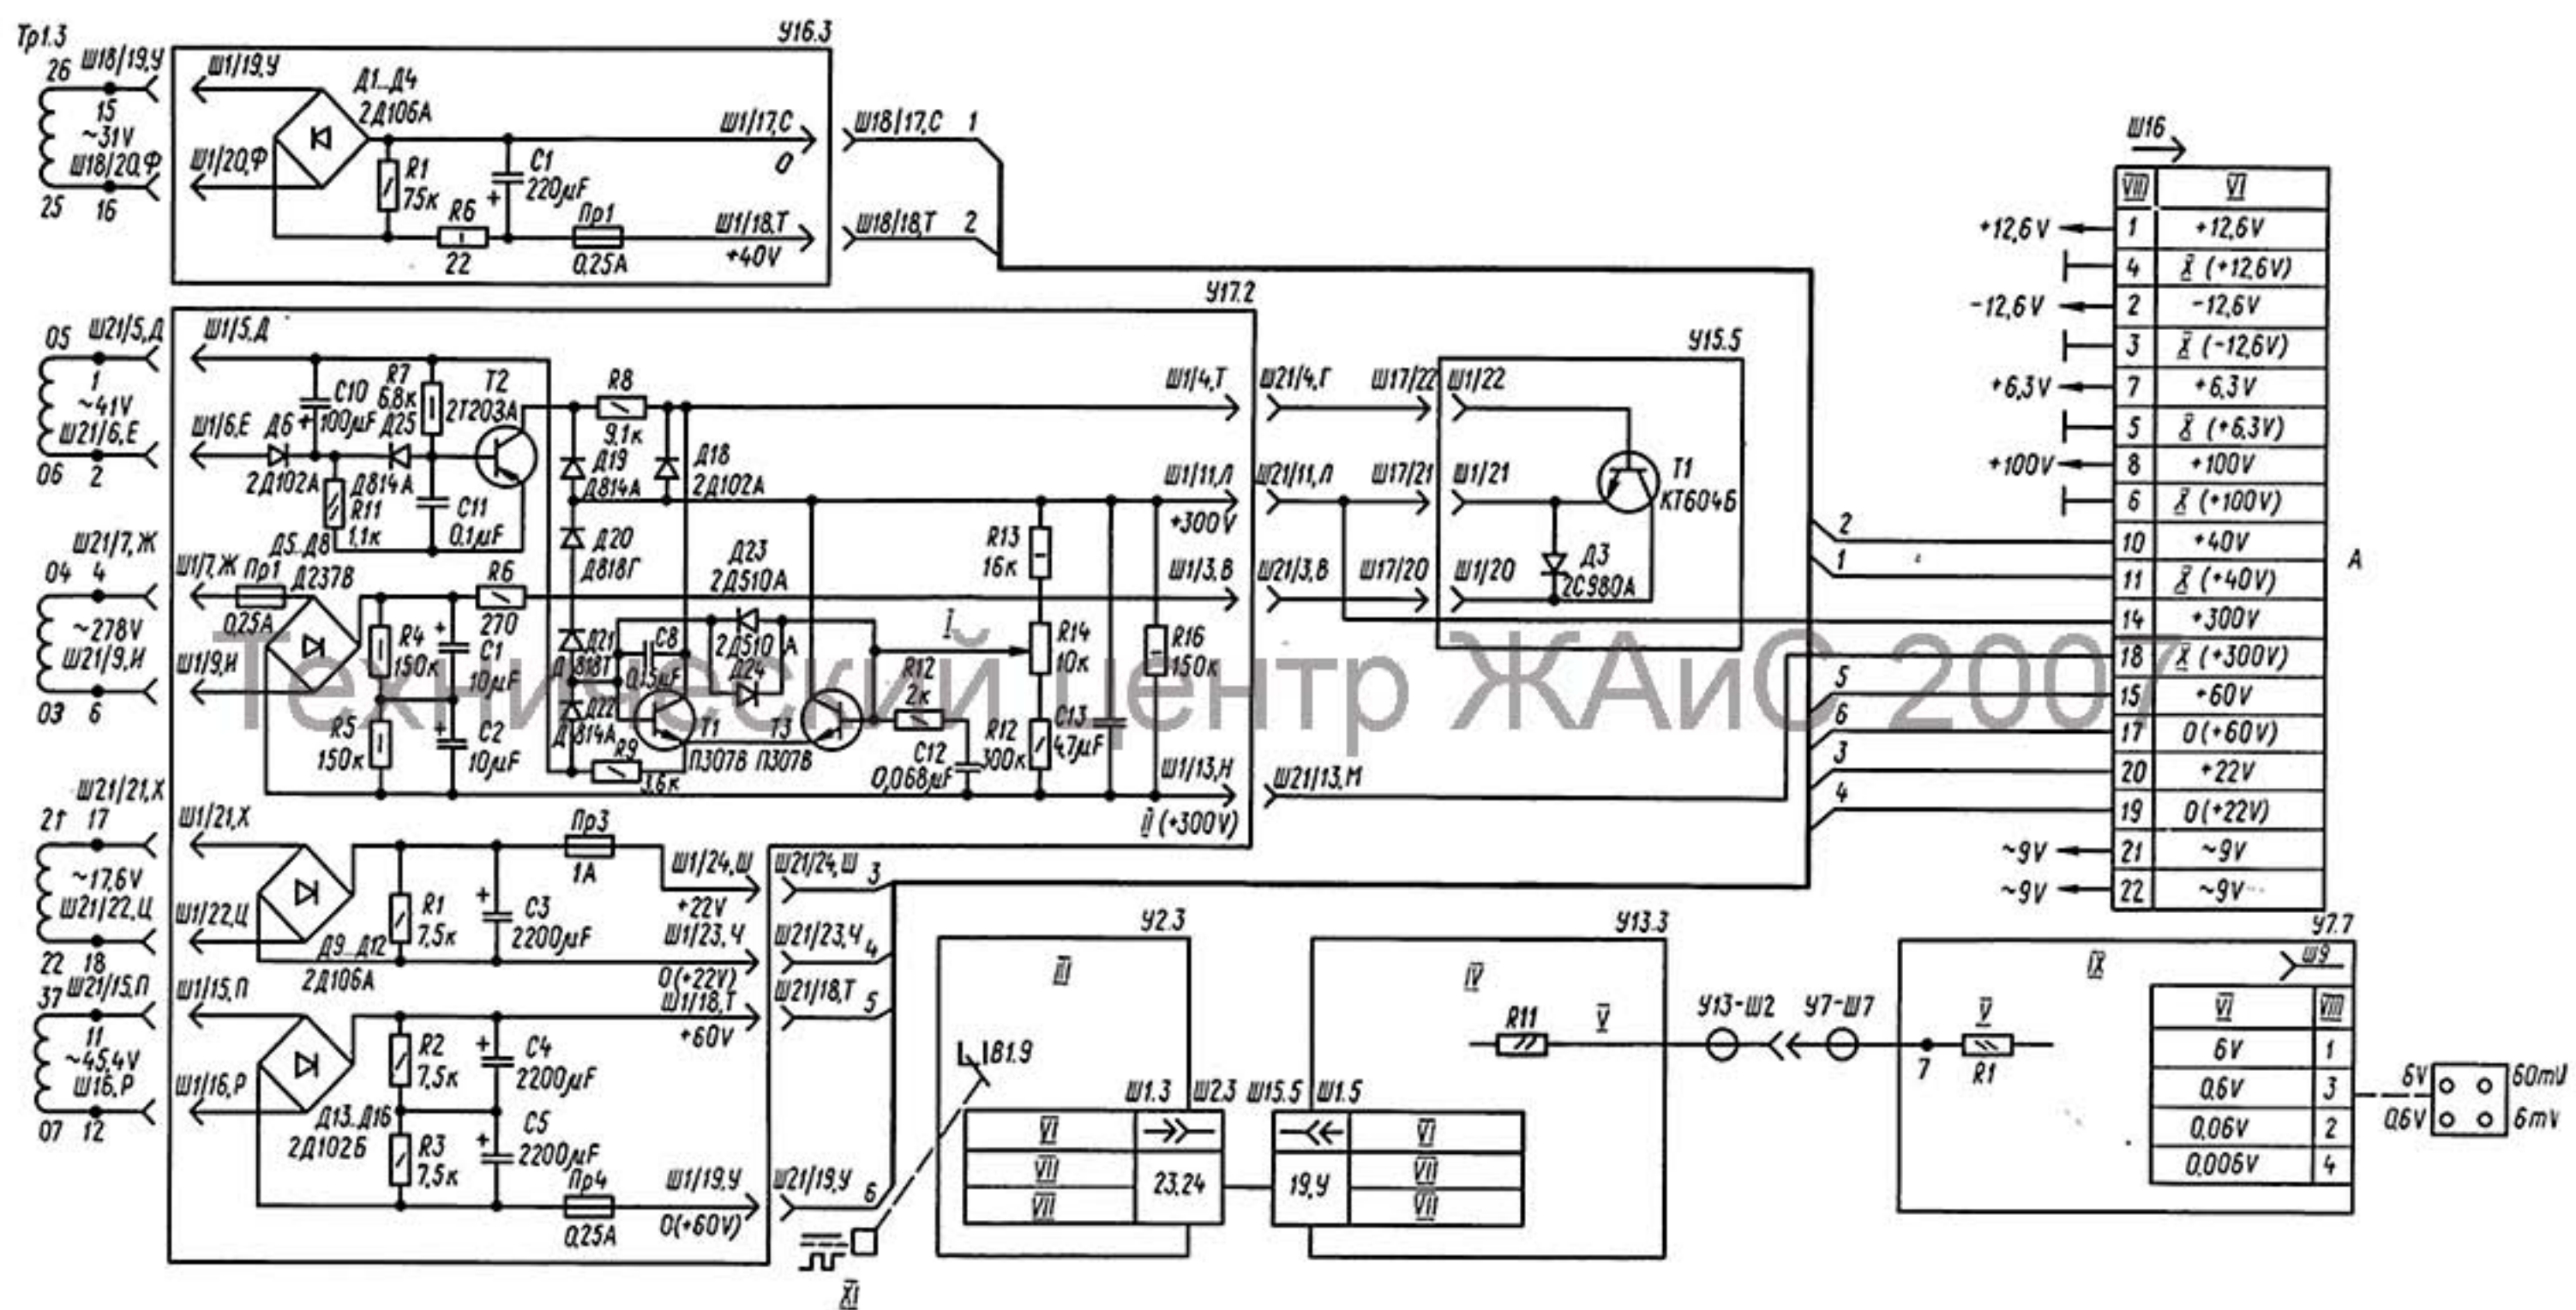 Тр1.3
У16.3
26 Ш18/19,У
Ш1/19,У
Д1...Д4
2Д106А
15
~31V
Ш18/20,Ф
Ш1/20,Ф
25 16
R1
75к
C1
220μF
+
R6
22
Пр1
0,25А
Ш1/17,С
0
Ш1/18,Т
+40V
Ш18/17,С 1
Ш18/18,Т 2
У17.2
05 Ш21/5,Д
Ш1/5,Д
1
~41V
Ш21/6,Е
Ш1/6,Е
06 2
Д6
2Д102А
C10
100μF
+
R7
6,8к
Д25
Д814А
T2
2Т203А
R11
1,1к
C11
0,1μF
R8
9,1к
Д19
Д814А
Д18
2Д102А
Д20
Д818Г
Ш1/4,Т
Ш21/4,Г
Ш17/22
Ш1/22
Ш1/11,Л
+300V
Ш21/11,Л
Ш17/21
Ш1/21
Ш1/3,В
Ш21/3,В
Ш17/20
Ш1/20
У15.5
T1
КТ604Б
Д3
2С980А
Ш21/7,Ж
04 4
Ш1/7,Ж
Пр1
0,25А
Д5...Д8
Д237В
~278V
Ш21/9,И
Ш1/9,И
03 6
R4
150к
R5
150к
+
C1
10μF
+
C2
10μF
R6
270
Д21
Д818Т
Д22
Д814А
C8
0,15μF
Д23
2Д510А
2Д510А
Д24
T1
П307В
T3
П307В
R9
3,6к
I
R13
16к
R14
10к
R12
2к
C12
0,068μF
R12
300к
C13
4,7μF
R16
150к
Ш1/13,Н
II (+300V)
Ш21/13,М
Технический центр ЖАиС 2007
Ш21/21,Х
21 17
Ш1/21,Х
~17,6V
Ш21/22,Ц
Ш1/22,Ц
22 18
Д9...Д12
2Д106А
R1
7,5к
+
C3
2200μF
Пр3
1А
Ш1/24,Ш
+22V
Ш1/23,Ч
0(+22V)
Ш21/24,Ш 3
Ш21/23,Ч 4
37 Ш21/15,П
Ш1/15,П
11
~45,4V
Ш16,Р
Ш1/16,Р
07 12
Д13...Д16
2Д102Б
R2
7,5к
R3
7,5к
+
C4
2200μF
+
C5
2200μF
Пр4
0,25А
Ш1/18,Т
+60V
Ш21/18,Т 5
Ш1/19,У
0(+60V)
Ш21/19,У 6
Ш16
VIII VI
+12,6V 1 +12,6V
4 X (+12,6V)
-12,6V 2 -12,6V
3 X (-12,6V)
+6,3V 7 +6,3V
5 X (+6,3V)
+100V 8 +100V
6 X (+100V)
2 10 +40V
1 11 X (+40V)
14 +300V
18 X (+300V)
5 15 +60V
6 17 0(+60V)
3 20 +22V
4 19 0(+22V)
~9V 21 ~9V
~9V 22 ~9V
А
У2.3
III
В1.9
XI
Ш1.3 Ш2.3
VI
VII
VII
23,24
У13.3
IV
R11
V
Ш15.5 Ш1.5
19,У
VI
VII
VII
У13-Ш2 У7-Ш7
У7.7
IX
Ш9
7
V
R1
VI VIII
6V 1
0,6V 3
0,06V 2
0,006V 4
6V 60mV
0,6V 6mV